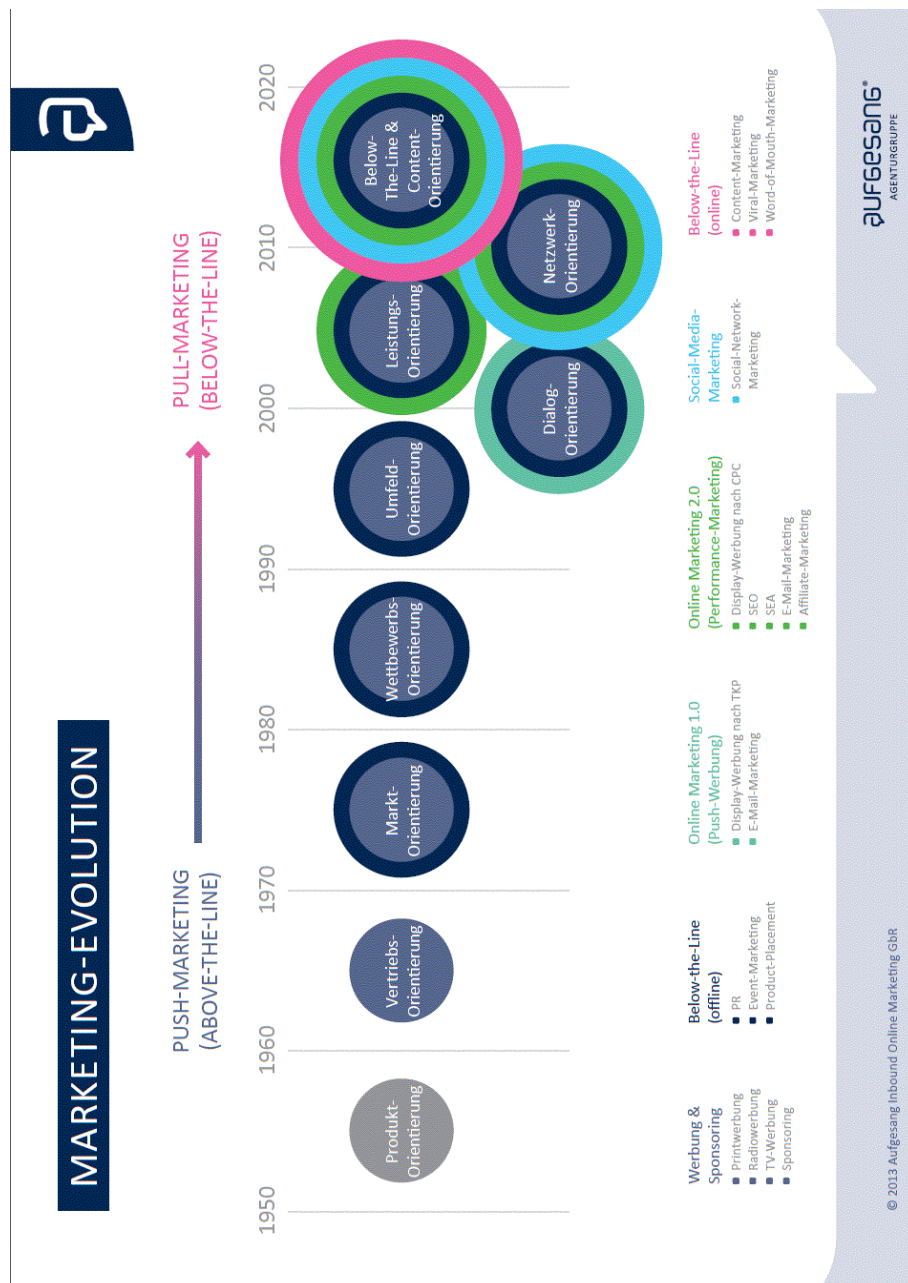 MARKETING-EVOLUTION
PUSH-MARKETING
(ABOVE-THE-LINE)
PULL-MARKETING
(BELOW-THE-LINE)
1950
1960
1970
1980
1990
2000
2010
2020
Produkt-
Orientierung
Vertriebs-
Orientierung
Markt-
Orientierung
Wettbewerbs-
Orientierung
Umfeld-
Orientierung
Leistungs-
Orientierung
Below-
The-Line &
Content-
Orientierung
Dialog-
Orientierung
Netzwerk-
Orientierung
Werbung &
Sponsoring
Printwerbung
Radiowerbung
TV-Werbung
Sponsoring
Below-the-Line
(offline)
PR
Event-Marketing
Product-Placement
Online Marketing 1.0
(Push-Werbung)
Display-Werbung nach TKP
E-Mail-Marketing
Online Marketing 2.0
(Performance-Marketing)
Display-Werbung nach CPC
SEO
SEA
E-Mail-Marketing
Affiliate-Marketing
Social-Media-
Marketing
Social-Network-
Marketing
Below-the-Line
(online)
Content-Marketing
Viral-Marketing
Word-of-Mouth-Marketing
© 2013 Aufgesang Inbound Online Marketing GbR
AUFGESANG®
AGENTURGRUPPE